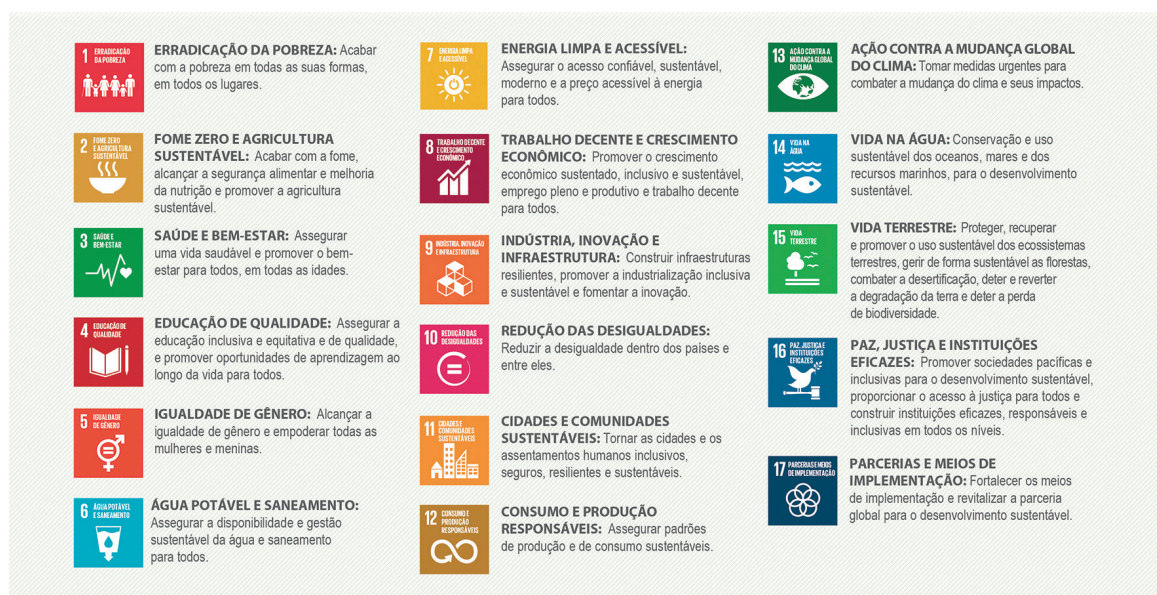 1 ERRADICAÇÃO
DA POBREZA
ERRADICAÇÃO DA POBREZA: Acabar
com a pobreza em todas as suas formas,
em todos os lugares.
2 FOME ZERO
E AGRICULTURA
SUSTENTÁVEL
FOME ZERO E AGRICULTURA
SUSTENTÁVEL: Acabar com a fome,
alcançar a segurança alimentar e melhoria
da nutrição e promover a agricultura
sustentável.
3 SAÚDE E
BEM-ESTAR
SAÚDE E BEM-ESTAR: Assegurar
uma vida saudável e promover o bem-
estar para todos, em todas as idades.
4 EDUCAÇÃO DE
QUALIDADE
EDUCAÇÃO DE QUALIDADE: Assegurar a
educação inclusiva e equitativa e de qualidade,
e promover oportunidades de aprendizagem ao
longo da vida para todos.
5 IGUALDADE
DE GÊNERO
IGUALDADE DE GÊNERO: Alcançar a
igualdade de gênero e empoderar todas as
mulheres e meninas.
6 ÁGUA POTÁVEL
E SANEAMENTO
ÁGUA POTÁVEL E SANEAMENTO:
Assegurar a disponibilidade e gestão
sustentável da água e saneamento
para todos.
7 ENERGIA LIMPA
E ACESSÍVEL
ENERGIA LIMPA E ACESSÍVEL:
Assegurar o acesso confiável, sustentável,
moderno e a preço acessível à energia
para todos.
8 TRABALHO DECENTE
E CRESCIMENTO
ECONÔMICO
TRABALHO DECENTE E CRESCIMENTO
ECONÔMICO: Promover o crescimento
econômico sustentado, inclusivo e sustentável,
emprego pleno e produtivo e trabalho decente
para todos.
9 INDÚSTRIA, INOVAÇÃO
E INFRAESTRUTURA
INDÚSTRIA, INOVAÇÃO E
INFRAESTRUTURA: Construir infraestruturas
resilientes, promover a industrialização inclusiva
e sustentável e fomentar a inovação.
10 REDUÇÃO DAS
DESIGUALDADES
REDUÇÃO DAS DESIGUALDADES:
Reduzir a desigualdade dentro dos países e
entre eles.
11 CIDADES E
COMUNIDADES
SUSTENTÁVEIS
CIDADES E COMUNIDADES
SUSTENTÁVEIS: Tornar as cidades e os
assentamentos humanos inclusivos,
seguros, resilientes e sustentáveis.
12 CONSUMO E
PRODUÇÃO
RESPONSÁVEIS
CONSUMO E PRODUÇÃO
RESPONSÁVEIS: Assegurar padrões
de produção e de consumo sustentáveis.
13 AÇÃO CONTRA A
MUDANÇA GLOBAL
DO CLIMA
AÇÃO CONTRA A MUDANÇA GLOBAL
DO CLIMA: Tomar medidas urgentes para
combater a mudança do clima e seus impactos.
14 VIDA NA
ÁGUA
VIDA NA ÁGUA: Conservação e uso
sustentável dos oceanos, mares e dos
recursos marinhos, para o desenvolvimento
sustentável.
15 VIDA
TERRESTRE
VIDA TERRESTRE: Proteger, recuperar
e promover o uso sustentável dos ecossistemas
terrestres, gerir de forma sustentável as florestas,
combater a desertificação, deter e reverter
a degradação da terra e deter a perda
de biodiversidade.
16 PAZ, JUSTIÇA E
INSTITUIÇÕES
EFICAZES
PAZ, JUSTIÇA E INSTITUIÇÕES
EFICAZES: Promover sociedades pacíficas e
inclusivas para o desenvolvimento sustentável,
proporcionar o acesso à justiça para todos e
construir instituições eficazes, responsáveis e
inclusivas em todos os níveis.
17 PARCERIAS E MEIOS
DE IMPLEMENTAÇÃO
PARCERIAS E MEIOS DE
IMPLEMENTAÇÃO: Fortalecer os meios
de implementação e revitalizar a parceria
global para o desenvolvimento sustentável.